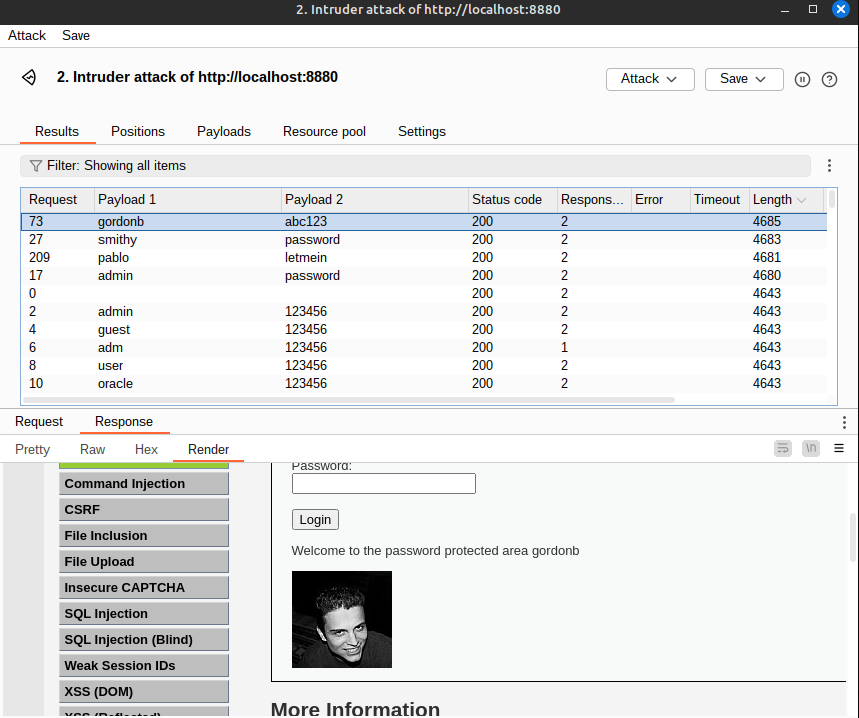 2. Intruder attack of http://localhost:8880
Attack Save
2. Intruder attack of http://localhost:8880
Attack Save
Results Positions Payloads Resource pool Settings
Filter: Showing all items
Request Payload 1 Payload 2 Status code Respons... Error Timeout Length
73 gordonb abc123 200 2 4685
27 smithy password 200 2 4683
209 pablo letmein 200 2 4681
17 admin password 200 2 4680
0 200 2 4643
2 admin 123456 200 2 4643
4 guest 123456 200 2 4643
6 adm 123456 200 1 4643
8 user 123456 200 2 4643
10 oracle 123456 200 2 4643
Request Response
Pretty Raw Hex Render \n
Command Injection
CSRF
File Inclusion
File Upload
Insecure CAPTCHA
SQL Injection
SQL Injection (Blind)
Weak Session IDs
XSS (DOM)
XSS (Reflected)
Password:
Login
Welcome to the password protected area gordonb
More Information